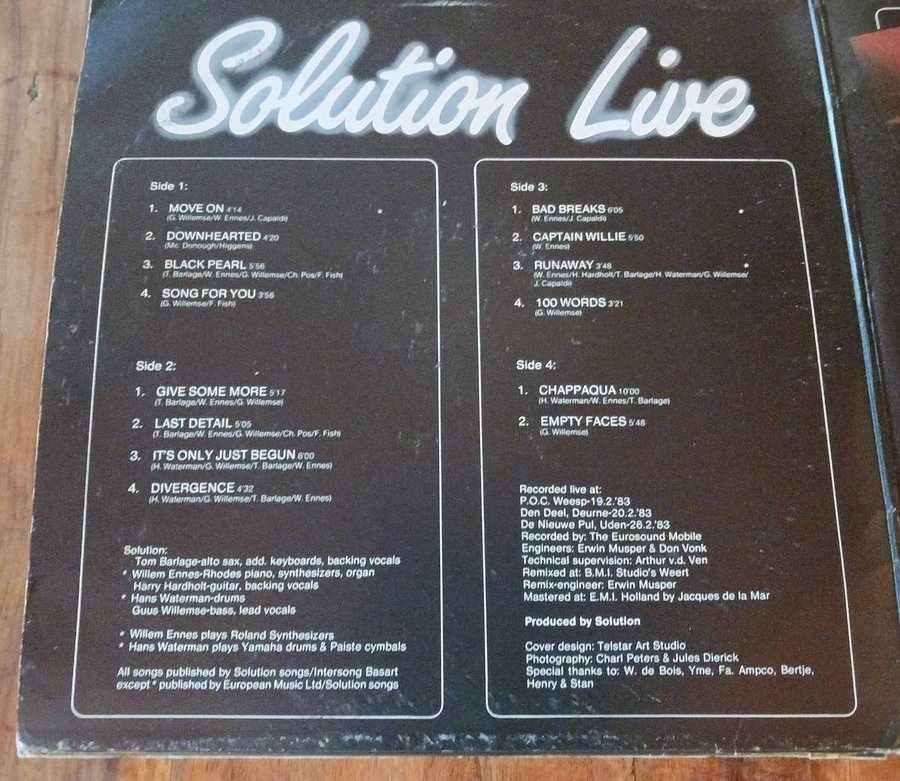 Solution Live
Side 1:
1. MOVE ON 4'14
(G. Willemse/W. Ennes/J. Capaldi)
2. DOWNHEARTED 4'20
(Mc. Donough/Higgens)
3. BLACK PEARL 5'56
(T. Barlage/W. Ennes/G. Willemse/Ch. Pos/F. Fish)
4. SONG FOR YOU 3'56
(G. Willemse/F. Fish)
Side 2:
1. GIVE SOME MORE 5'17
(T. Barlage/W. Ennes/G. Willemse)
2. LAST DETAIL 5'05
(T. Barlage/W. Ennes/G. Willemse/Ch. Pos/F. Fish)
3. IT'S ONLY JUST BEGUN 6'00
(H. Waterman/G. Willemse/T. Barlage/W. Ennes)
4. DIVERGENCE 4'32
(H. Waterman/G. Willemse/T. Barlage/W. Ennes)
Solution:
Tom Barlage-alto sax, add. keyboards, backing vocals
* Willem Ennes-Rhodes piano, synthesizers, organ
Harry Hardholt-guitar, backing vocals
* Hans Waterman-drums
Guus Willemse-bass, lead vocals
* Willem Ennes plays Roland Synthesizers
* Hans Waterman plays Yamaha drums & Paiste cymbals
All songs published by Solution songs/Intersong Basart
except * published by European Music Ltd/Solution songs
Side 3:
1. BAD BREAKS 6'05 *
(W. Ennes/J. Capaldi)
2. CAPTAIN WILLIE 5'50
(W. Ennes)
3. RUNAWAY 3'48 *
(W. Ennes/H. Hardholt/T. Barlage/H. Waterman/G. Willemse/
J. Capaldi)
4. 100 WORDS 3'21
(G. Willemse)
Side 4:
1. CHAPPAQUA 10'00
(H. Waterman/W. Ennes/T. Barlage)
2. EMPTY FACES 5'48
(G. Willemse)
Recorded live at:
P.O.C. Weesp-19.2.'83
Den Deel, Deurne-20.2.'83
De Nieuwe Pul, Uden-26.2.'83
Recorded by: The Eurosound Mobile
Engineers: Erwin Musper & Don Vonk
Technical supervision: Arthur v.d. Ven
Remixed at: B.M.I. Studio's Weert
Remix-engineer: Erwin Musper
Mastered at: E.M.I. Holland by Jacques de la Mar
Produced by Solution
Cover design: Telstar Art Studio
Photography: Charl Peters & Jules Dierick
Special thanks to: W. de Bois, Yme, Fa. Ampco, Bertje,
Henry & Stan